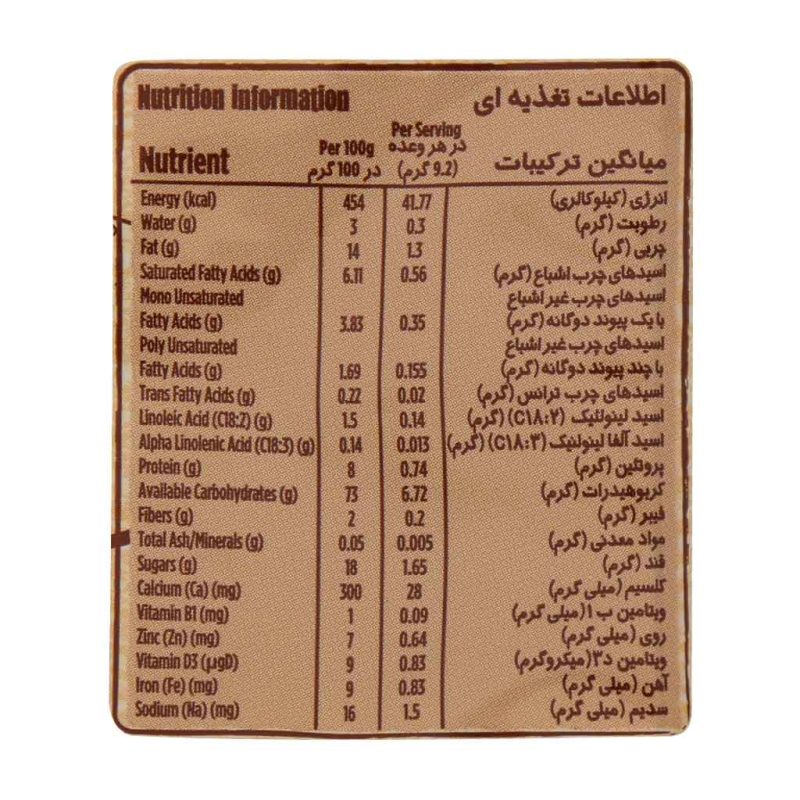 Nutrition Information اطلاعات تغذیه ای
Per Serving
Per 100g در هر وعده
Nutrient در 100 گرم (9.2 گرم) میانگین ترکیبات
Energy (kcal) 454 41.77 انرژی (کیلوکالری)
Water (g) 3 0.3 رطوبت (گرم)
Fat (g) 14 1.3 چربی (گرم)
Saturated Fatty Acids (g) 6.11 0.56 اسیدهای چرب اشباع (گرم)
Mono Unsaturated اسیدهای چرب غیر اشباع
Fatty Acids (g) 3.83 0.35 با یک پیوند دوگانه (گرم)
Poly Unsaturated اسیدهای چرب غیر اشباع
Fatty Acids (g) 1.69 0.155 با چند پیوند دوگانه (گرم)
Trans Fatty Acids (g) 0.22 0.02 اسیدهای چرب ترانس (گرم)
Linoleic Acid (C18:2) (g) 1.5 0.14 اسید لینولئیک (C۱۸:۲) (گرم)
Alpha Linolenic Acid (C18:3) (g) 0.14 0.013 اسید آلفا لینولنیک (C۱۸:۳) (گرم)
Protein (g) 8 0.74 پروتئین (گرم)
Available Carbohydrates (g) 73 6.72 کربوهیدرات (گرم)
Fibers (g) 2 0.2 فیبر (گرم)
Total Ash/Minerals (g) 0.05 0.005 مواد معدنی (گرم)
Sugars (g) 18 1.65 قند (گرم)
Calcium (Ca) (mg) 300 28 کلسیم (میلی گرم)
Vitamin B1 (mg) 1 0.09 ویتامین ب ۱ (میلی گرم)
Zinc (Zn) (mg) 7 0.64 روی (میلی گرم)
Vitamin D3 (µgD) 9 0.83 ویتامین د۳ (میکروگرم)
Iron (Fe) (mg) 9 0.83 آهن (میلی گرم)
Sodium (Na) (mg) 16 1.5 سدیم (میلی گرم)